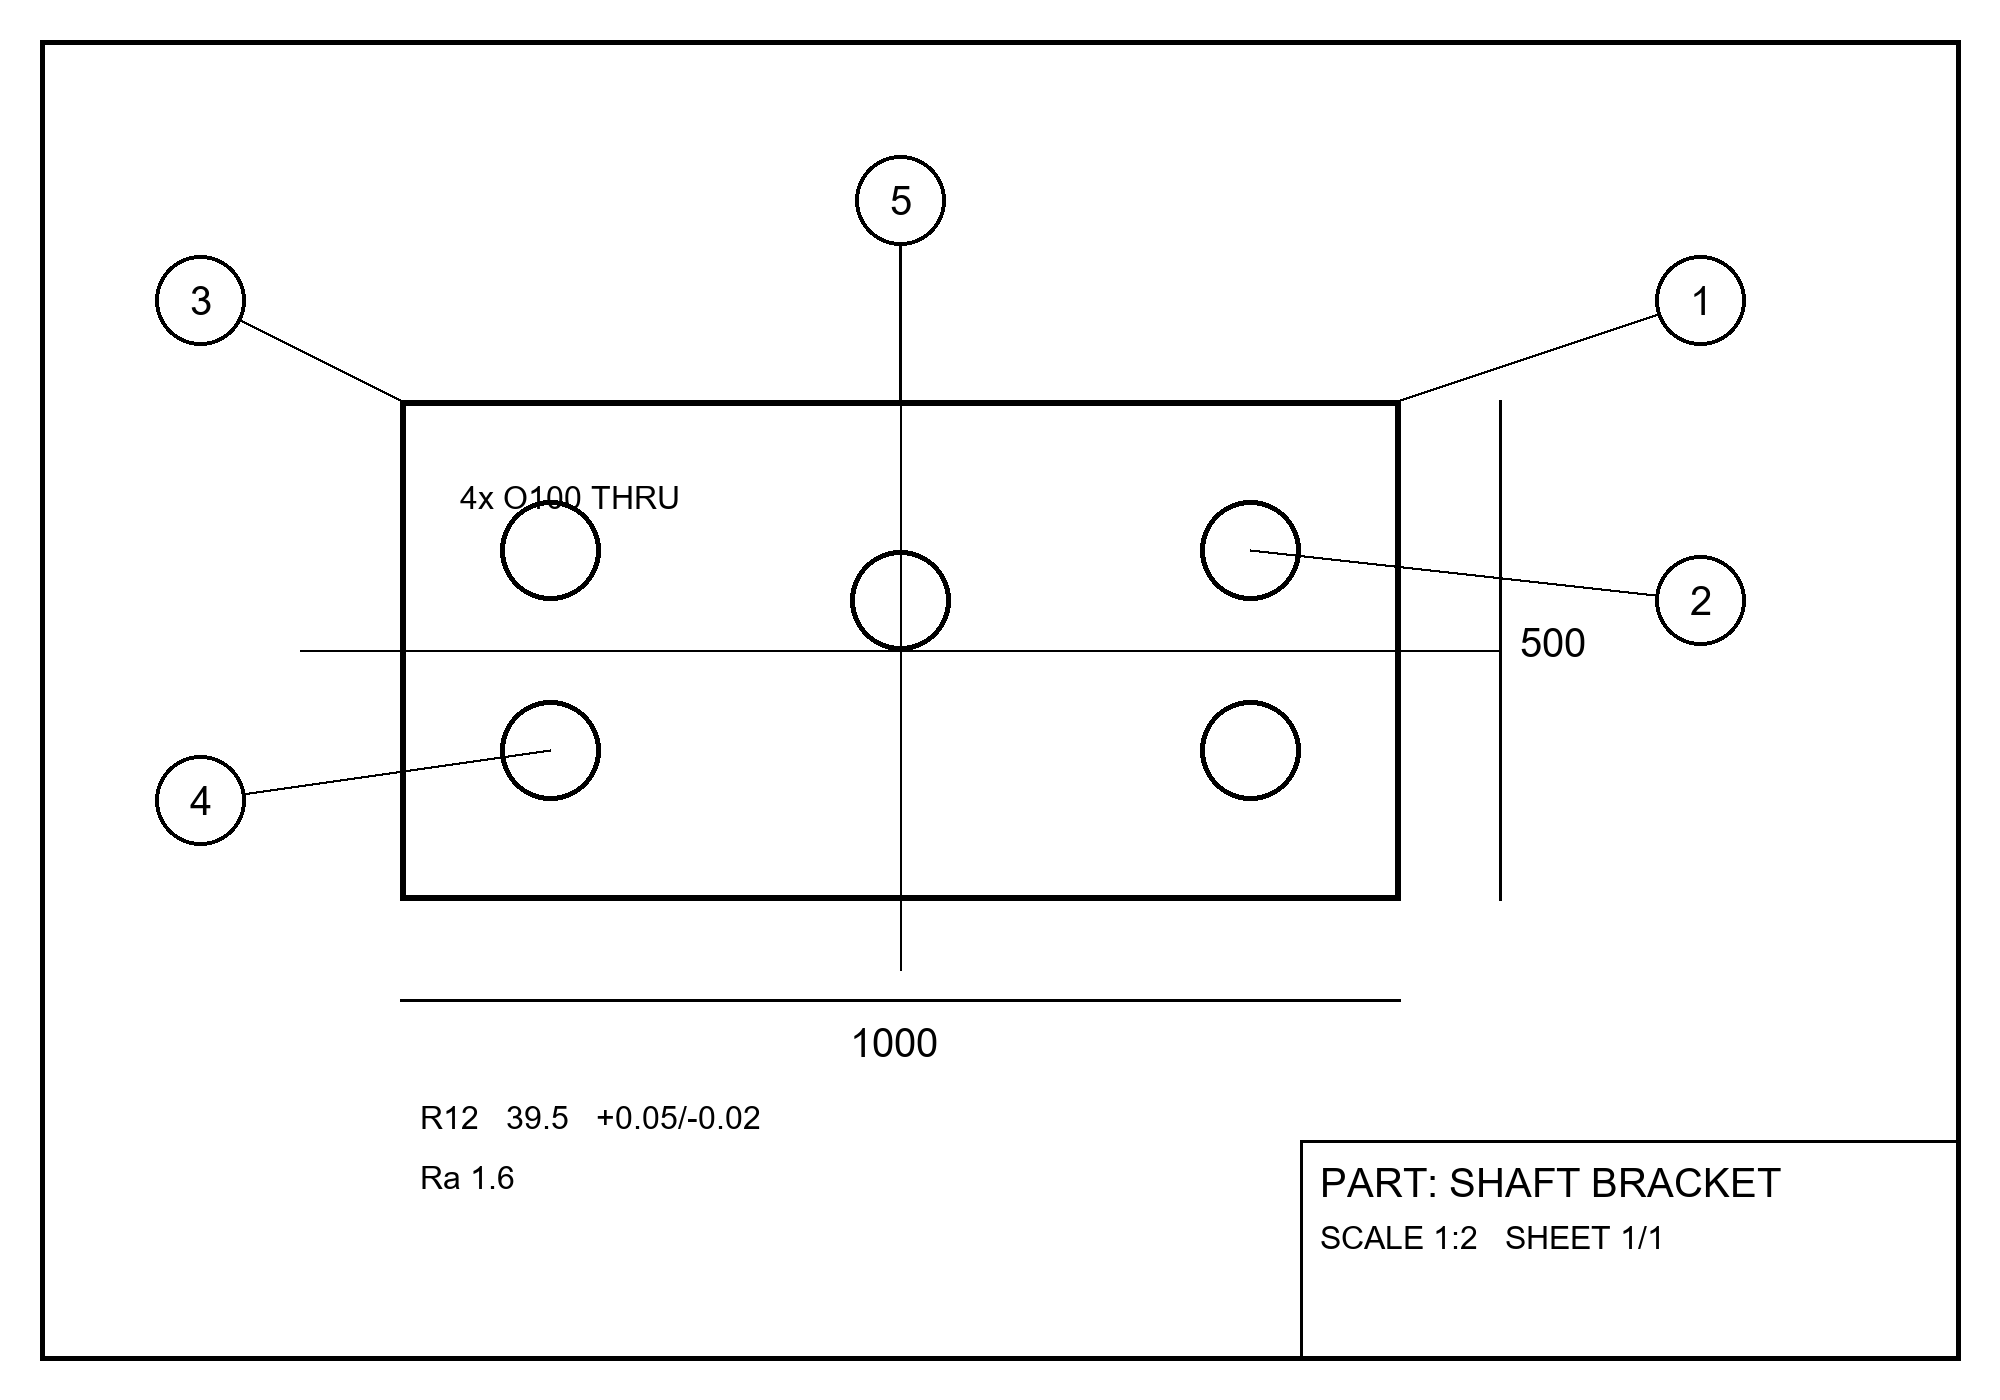 5
3
1
4x O100 THRU
2
500
4
1000
R12 39.5 +0.05/-0.02
Ra 1.6
PART: SHAFT BRACKET
SCALE 1:2 SHEET 1/1